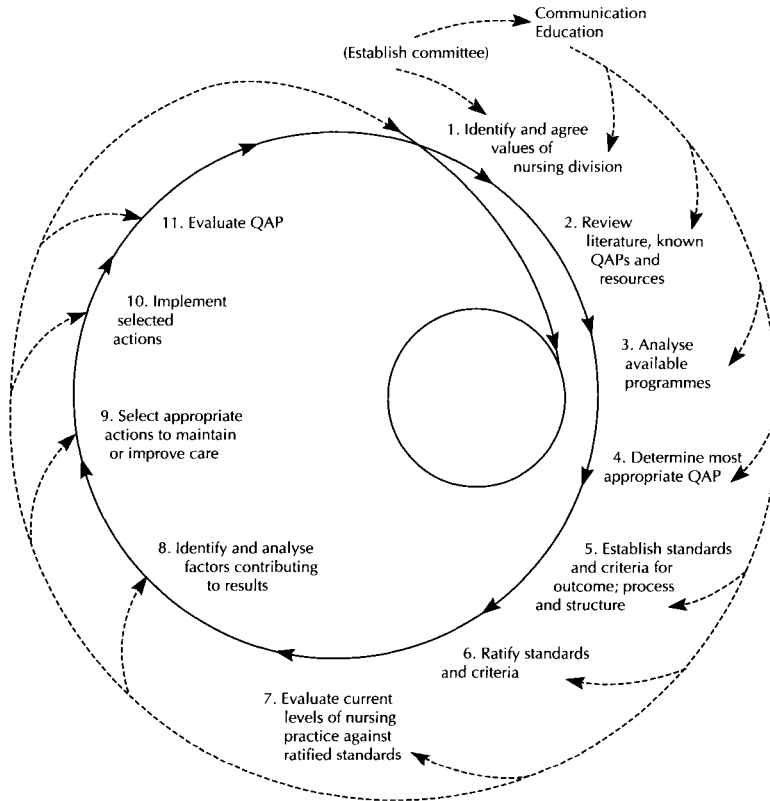 Communication
Education
(Establish committee)
1. Identify and agree
values of
nursing division
2. Review
literature, known
QAPs and
resources
3. Analyse
available
programmes
4. Determine most
appropriate QAP
5. Establish standards
and criteria for
outcome; process
and structure
6. Ratify standards
and criteria
7. Evaluate current
levels of nursing
practice against
ratified standards
8. Identify and analyse
factors contributing
to results
9. Select appropriate
actions to maintain
or improve care
10. Implement
selected
actions
11. Evaluate QAP